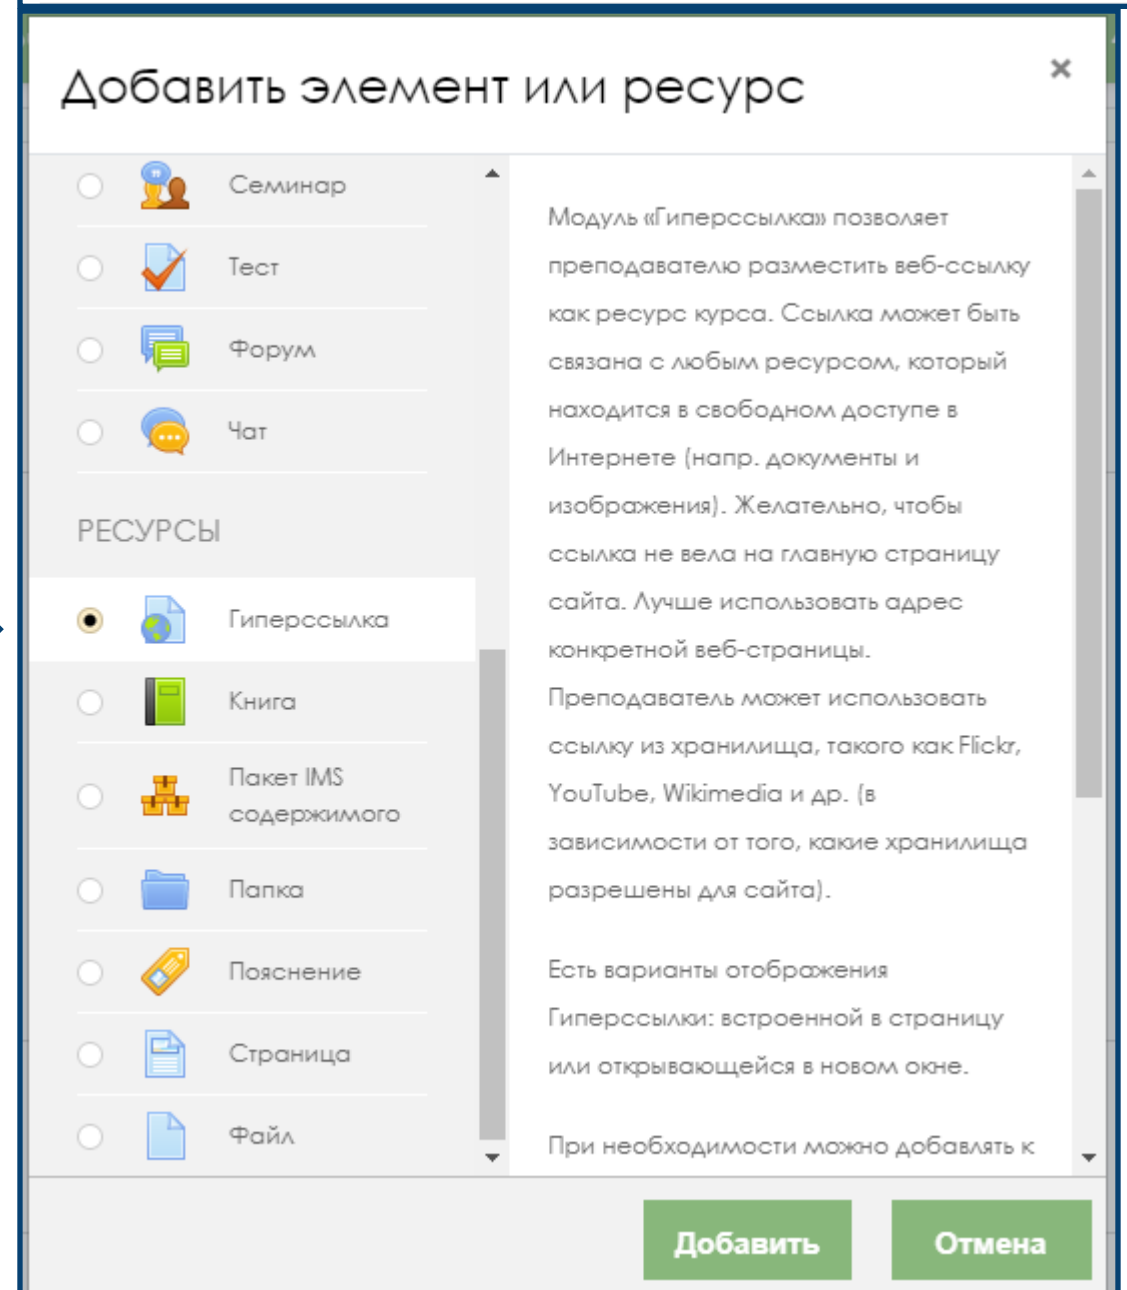 Добавить элемент или ресурс
×
Семинар
Тест
Форум
Чат
РЕСУРСЫ
Гиперссылка
Книга
Пакет IMS
содержимого
Папка
Пояснение
Страница
Файл
Модуль «Гиперссылка» позволяет
преподавателю разместить веб-ссылку
как ресурс курса. Ссылка может быть
связана с любым ресурсом, который
находится в свободном доступе в
Интернете (напр. документы и
изображения). Желательно, чтобы
ссылка не вела на главную страницу
сайта. Лучше использовать адрес
конкретной веб-страницы.
Преподаватель может использовать
ссылку из хранилища, такого как Flickr,
YouTube, Wikimedia и др. (в
зависимости от того, какие хранилища
разрешены для сайта).
Есть варианты отображения
Гиперссылки: встроенной в страницу
или открывающейся в новом окне.
При необходимости можно добавлять к
Добавить
Отмена